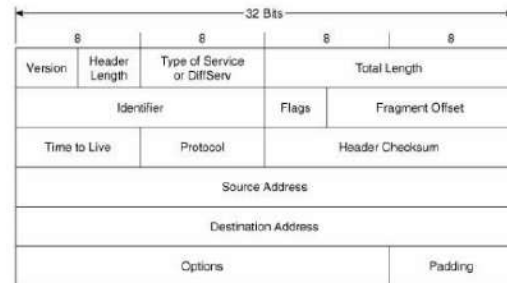 32 Bits
8 8 8 8
Version Header Length Type of Service or DiffServ Total Length
Identifier Flags Fragment Offset
Time to Live Protocol Header Checksum
Source Address
Destination Address
Options Padding